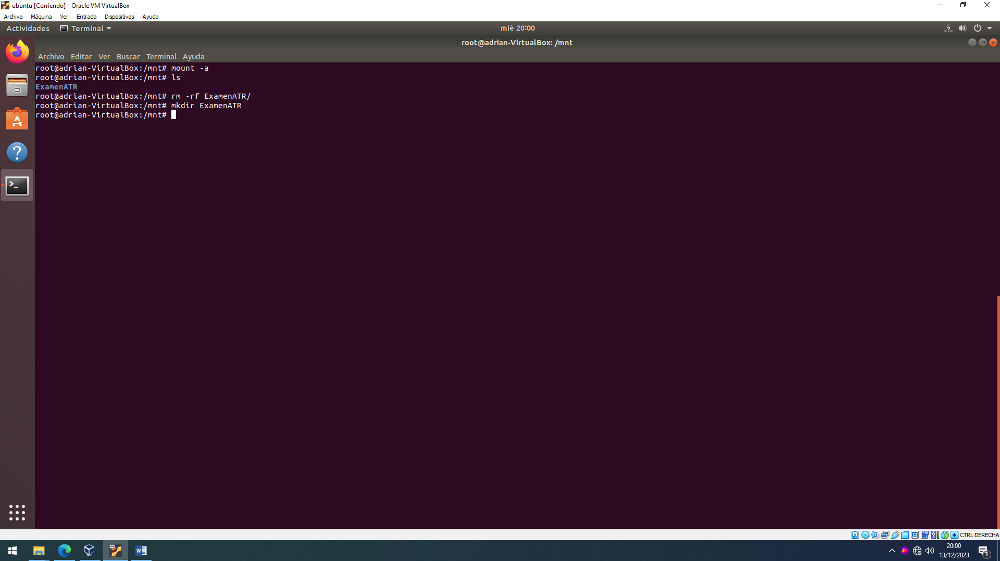 ubuntu [Corriendo] - Oracle VM VirtualBox
Archivo Máquina Ver Entrada Dispositivos Ayuda
Actividades Terminal mié 20:00
root@adrian-VirtualBox: /mnt
Archivo Editar Ver Buscar Terminal Ayuda
root@adrian-VirtualBox:/mnt# mount -a
root@adrian-VirtualBox:/mnt# ls
ExamenATR
root@adrian-VirtualBox:/mnt# rm -rf ExamenATR/
root@adrian-VirtualBox:/mnt# mkdir ExamenATR
root@adrian-VirtualBox:/mnt#
CTRL DERECHA
20:00
13/12/2023
1